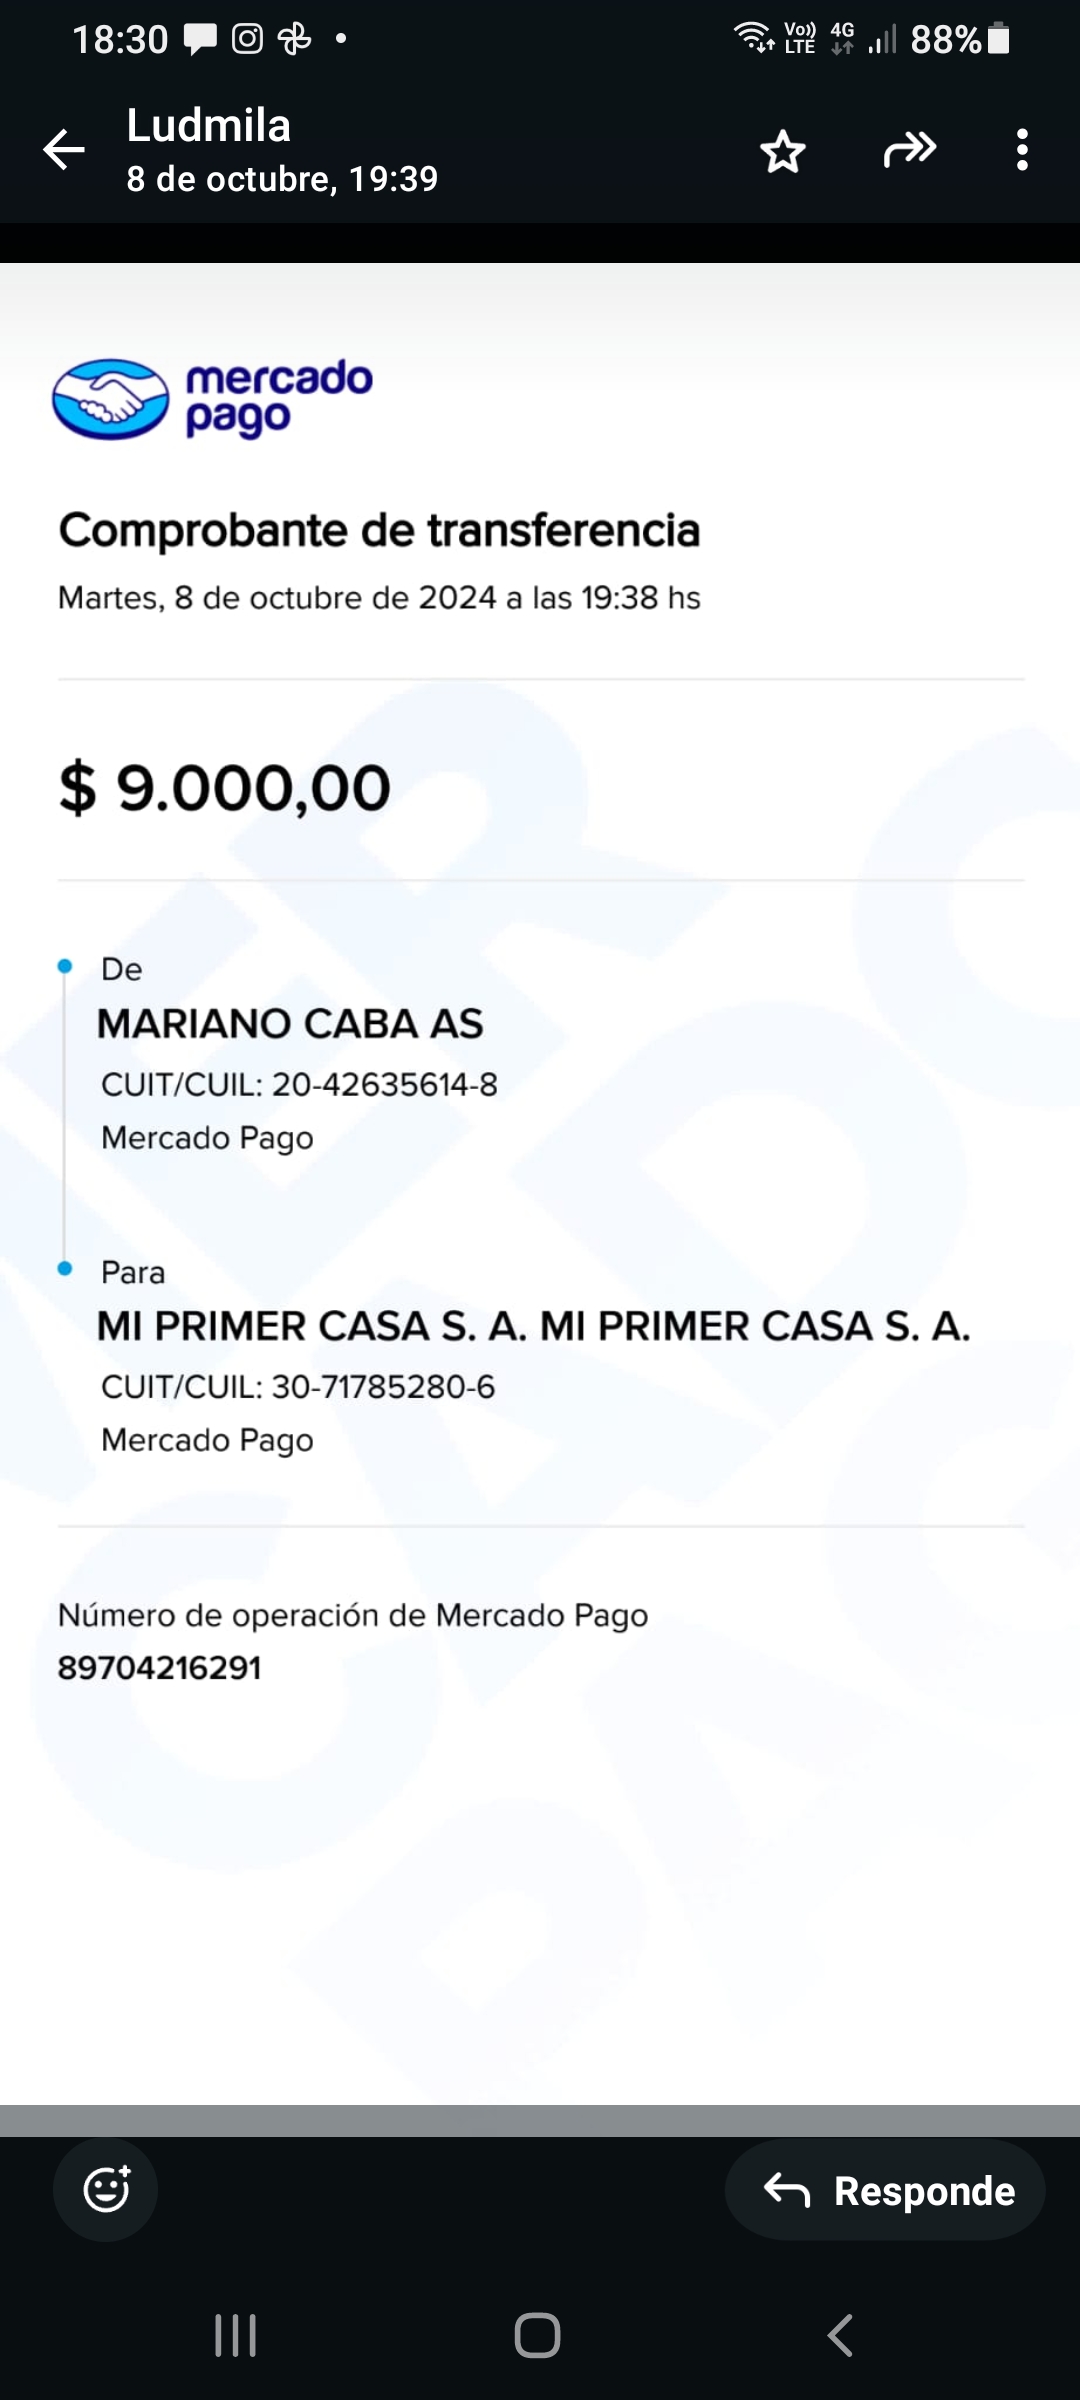 18:30 Vo)) LTE 4G 88%
Ludmila
8 de octubre, 19:39
mercado
pago
Comprobante de transferencia
Martes, 8 de octubre de 2024 a las 19:38 hs
$ 9.000,00
De
MARIANO CABA AS
CUIT/CUIL: 20-42635614-8
Mercado Pago
Para
MI PRIMER CASA S. A. MI PRIMER CASA S. A.
CUIT/CUIL: 30-71785280-6
Mercado Pago
Número de operación de Mercado Pago
89704216291
Responde